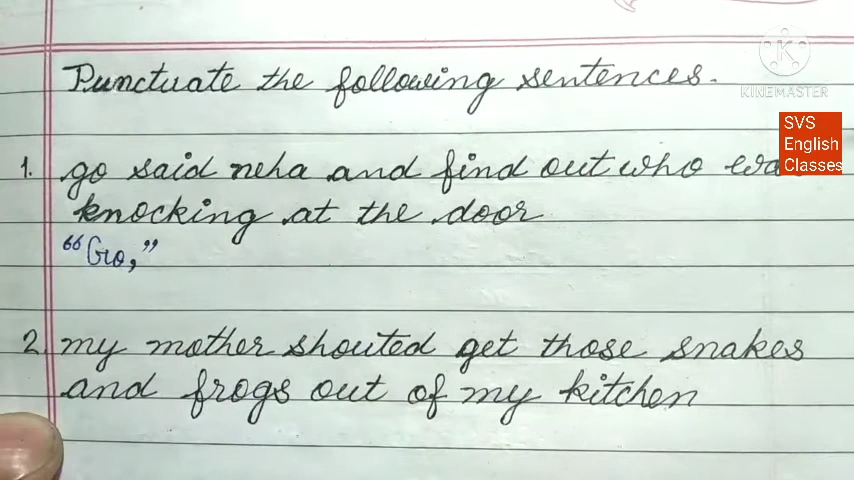 KINEMASTER
SVS
English
Classes
Punctuate the following sentences.
1. go said neha and find out who
knocking at the door
“Go,”
2. my mother shouted get those snakes
and frogs out of my kitchen